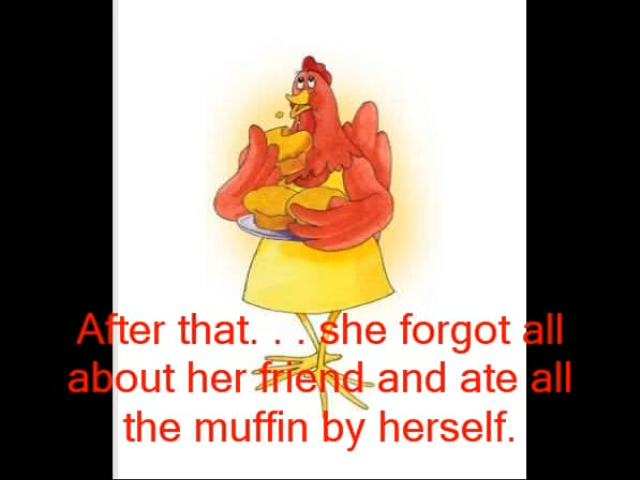 After that. . . she forgot all
about her friend and ate all
the muffin by herself.